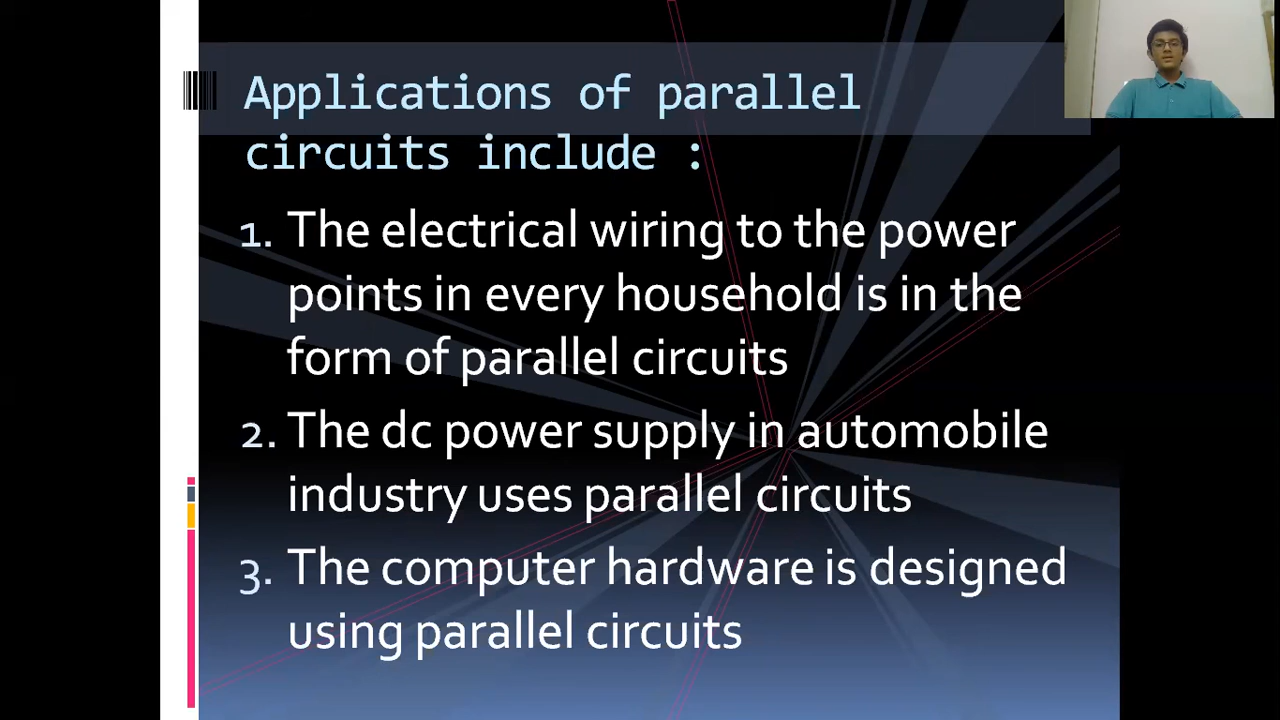 Applications of parallel
circuits include :
1. The electrical wiring to the power
points in every household is in the
form of parallel circuits
2. The dc power supply in automobile
industry uses parallel circuits
3. The computer hardware is designed
using parallel circuits